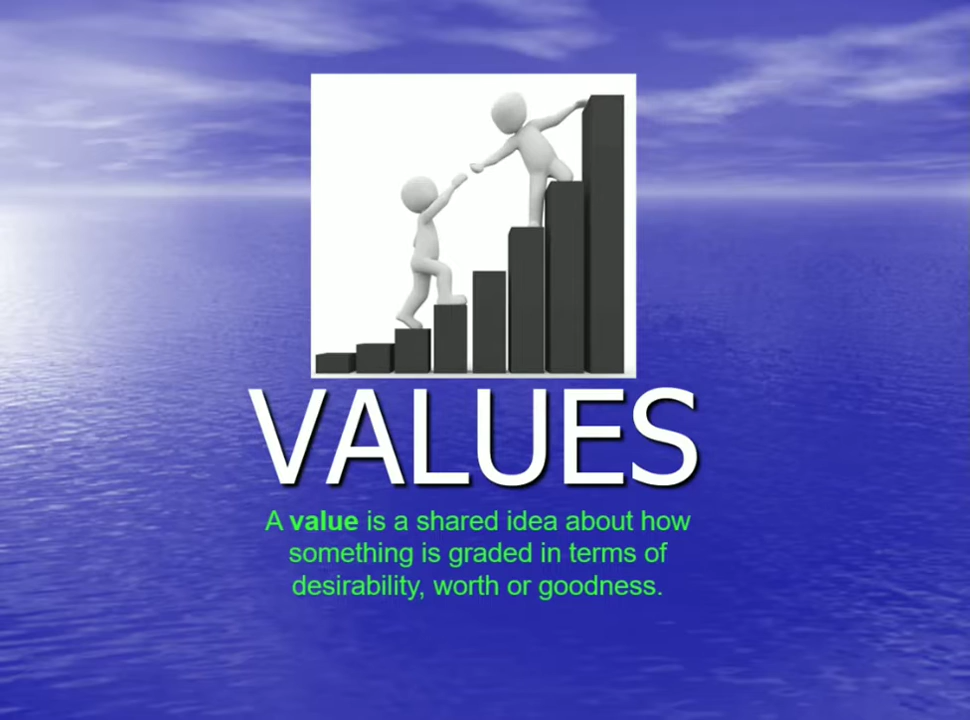 VALUES
A value is a shared idea about how
something is graded in terms of
desirability, worth or goodness.